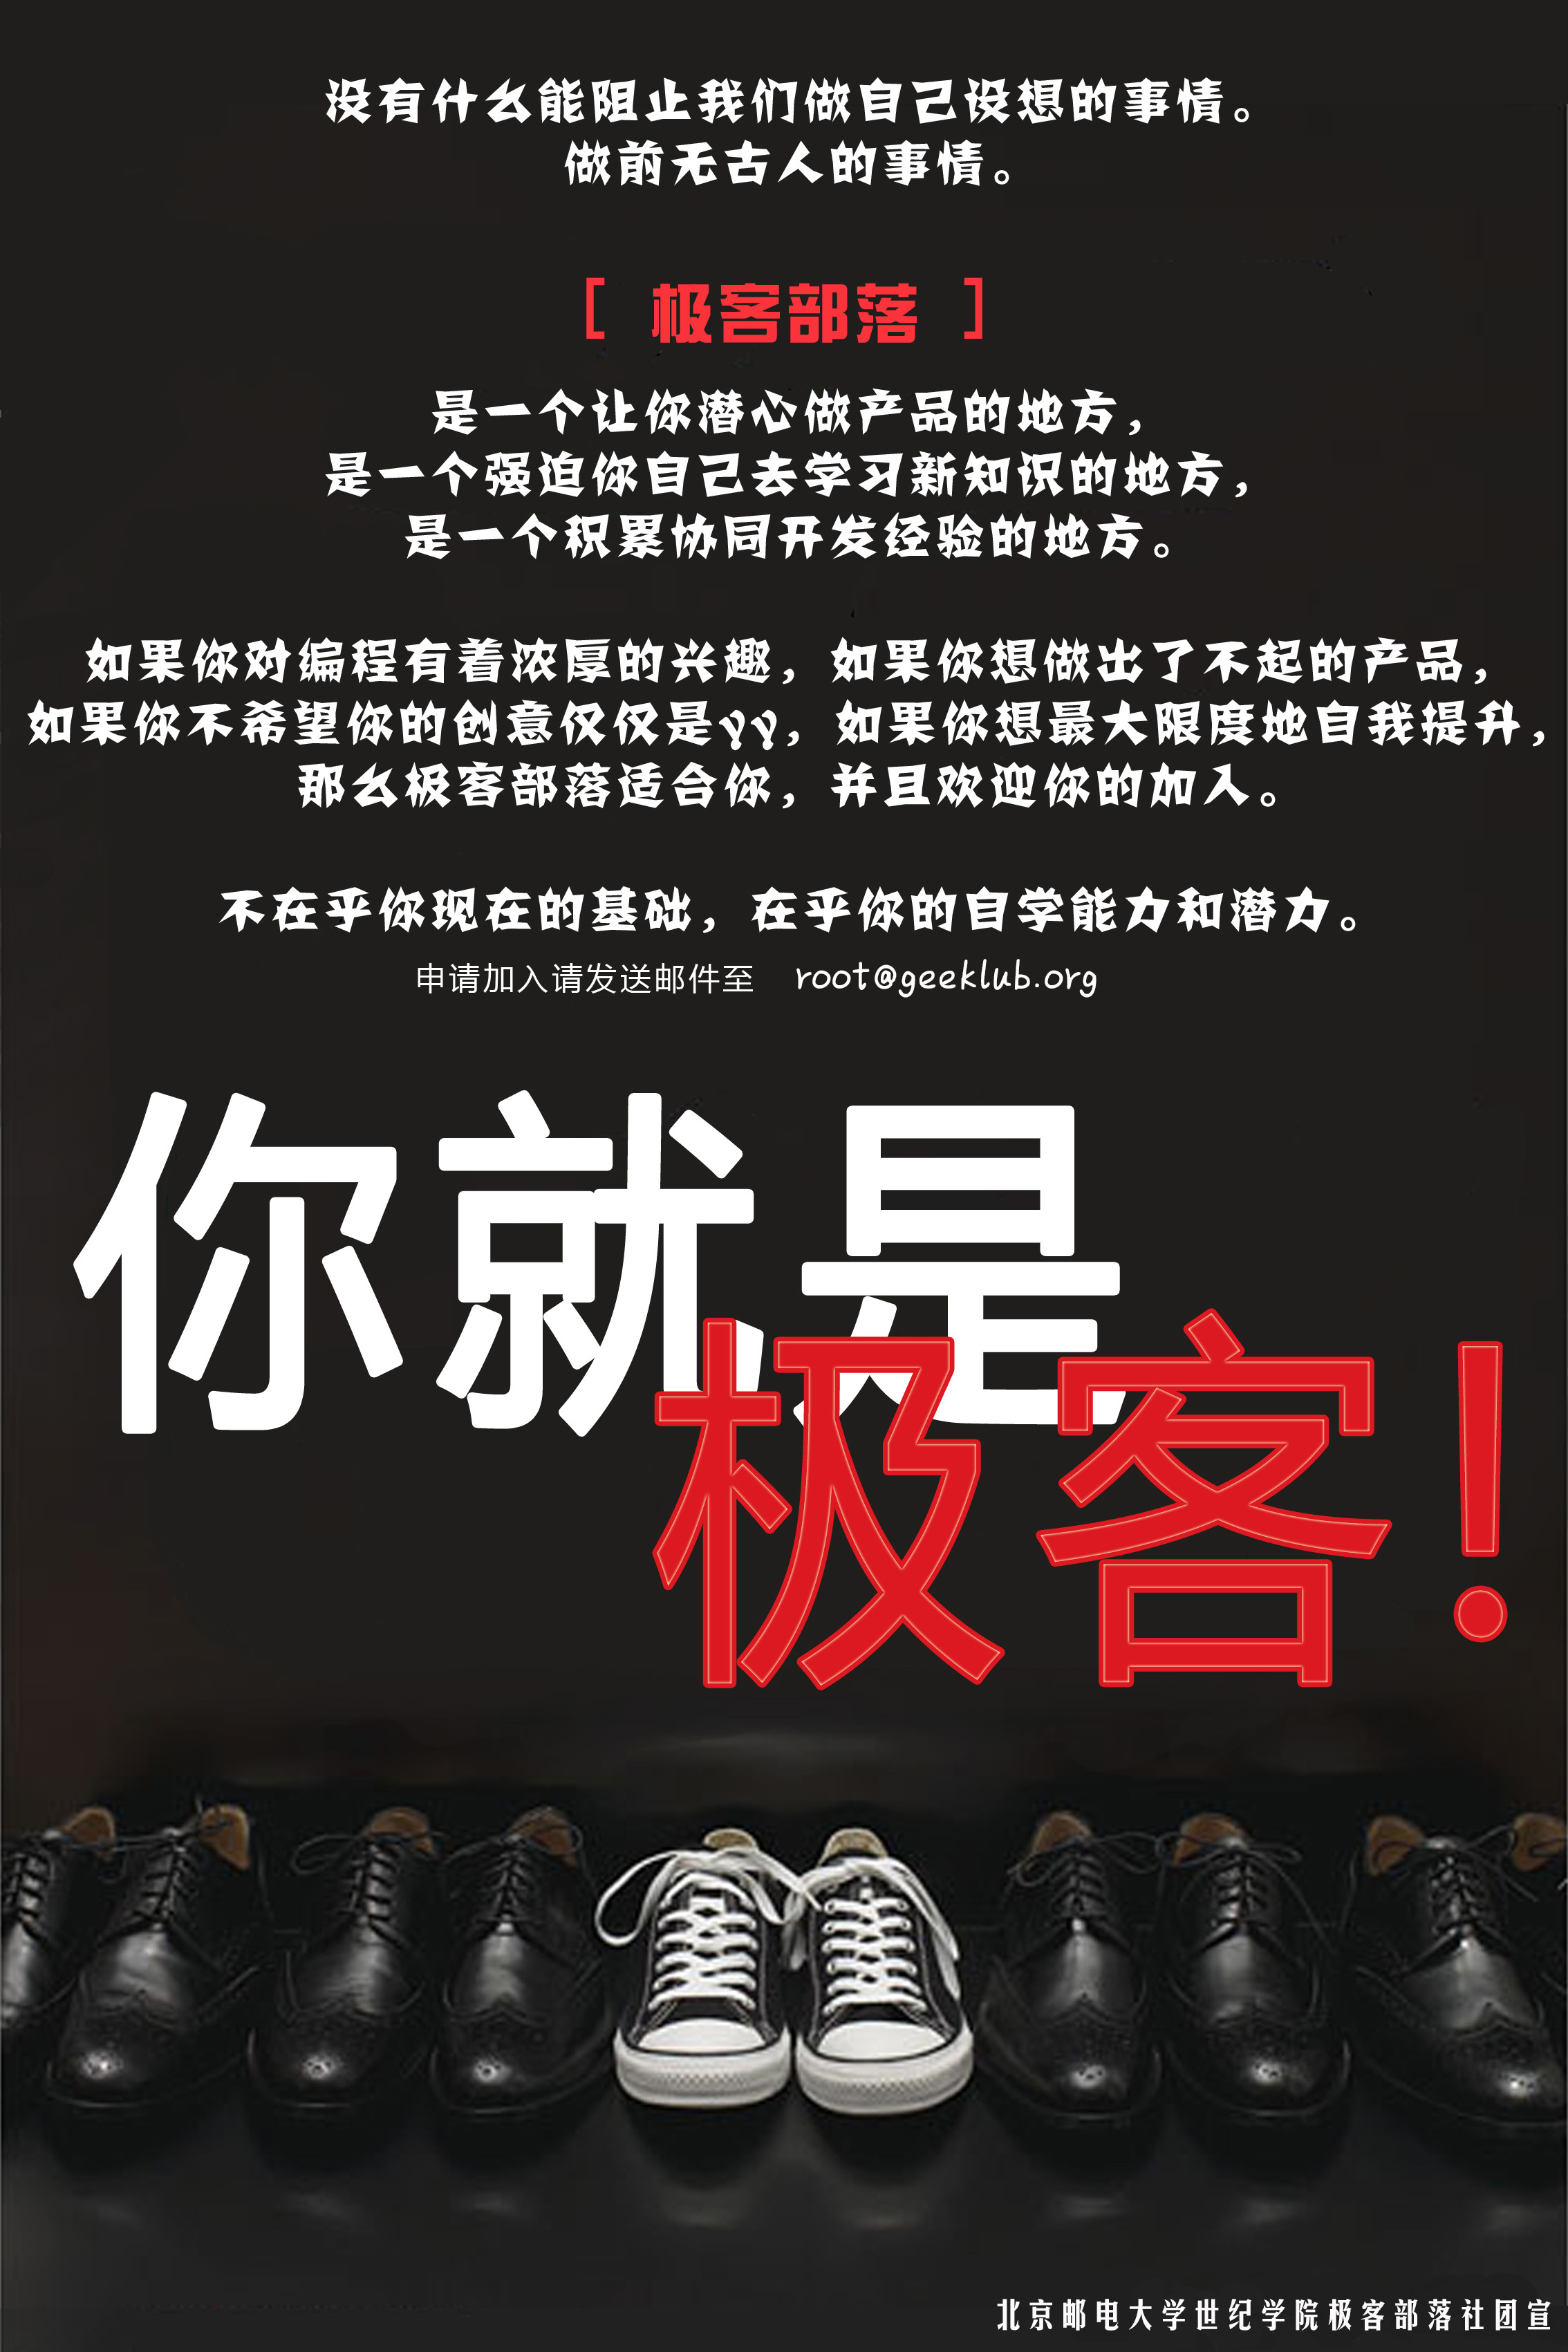 没有什么能阻止我们做自己设想的事情。
做前无古人的事情。
[ 极客部落 ]
是一个让你潜心做产品的地方，
是一个强迫你自己去学习新知识的地方，
是一个积累协同开发经验的地方。
如果你对编程有着浓厚的兴趣，如果你想做出了不起的产品，
如果你不希望你的创意仅仅是yy，如果你想最大限度地自我提升，
那么极客部落适合你，并且欢迎你的加入。
不在乎你现在的基础，在乎你的自学能力和潜力。
申请加入请发送邮件至 root@geeklub.org
你就是
极客！
北京邮电大学世纪学院极客部落社团宣